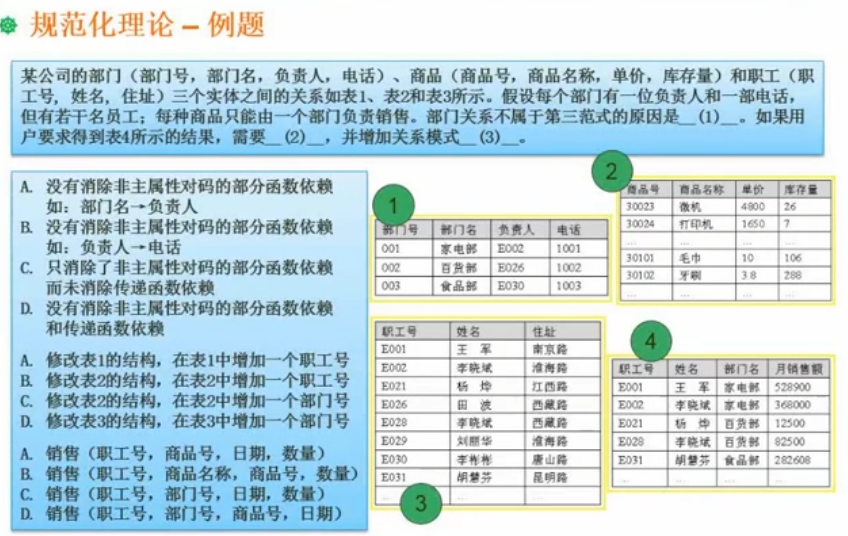 规范化理论 – 例题
某公司的部门（部门号，部门名，负责人，电话）、商品（商品号，商品名称，单价，库存量）和职工（职
工号，姓名，住址）三个实体之间的关系如表1、表2和表3所示。假设每个部门有一位负责人和一部电话，
但有若干名员工；每种商品只能由一个部门负责销售。部门关系不属于第三范式的原因是__(1)__。如果用
户要求得到表4所示的结果，需要__(2)__，并增加关系模式__(3)__。
A. 没有消除非主属性对码的部分函数依赖
如：部门名→负责人
B. 没有消除非主属性对码的部分函数依赖
如：负责人→电话
C. 只消除了非主属性对码的部分函数依赖
而未消除传递函数依赖
D. 没有消除非主属性对码的部分函数依赖
和传递函数依赖
A. 修改表1的结构，在表1中增加一个职工号
B. 修改表2的结构，在表2中增加一个职工号
C. 修改表2的结构，在表2中增加一个部门号
D. 修改表3的结构，在表3中增加一个部门号
A. 销售（职工号，商品号，日期，数量）
B. 销售（职工号，商品名称，商品号，数量）
C. 销售（职工号，部门号，日期，数量）
D. 销售（职工号，部门号，商品号，日期）
1
部门号 部门名 负责人 电话
001 家电部 E002 1001
002 百货部 E026 1002
003 食品部 E030 1003
2
商品号 商品名称 单价 库存量
30023 微机 4800 26
30024 打印机 1650 7
... ... ... ...
30101 毛巾 10 106
30102 牙刷 3.8 288
... ... ... ...
职工号 姓名 住址
E001 王 军 南京路
E002 李晓斌 淮海路
E021 杨 烨 江西路
E026 田 波 西藏路
E028 李晓斌 西藏路
E029 刘丽华 淮海路
E030 李彬彬 唐山路
E031 胡慧芬 昆明路
... ... ...
3
4
职工号 姓名 部门名 月销售额
E001 王 军 家电部 528900
E002 李晓斌 家电部 368000
E021 杨 烨 百货部 12500
E028 李晓斌 百货部 82500
E031 胡慧芬 食品部 282608
... ... ... ...